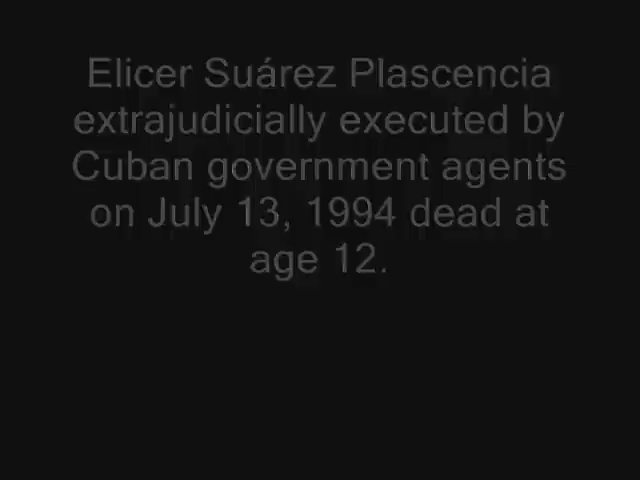 Elicer Suárez Plascencia
extrajudicially executed by
Cuban government agents
on July 13, 1994 dead at
age 12.